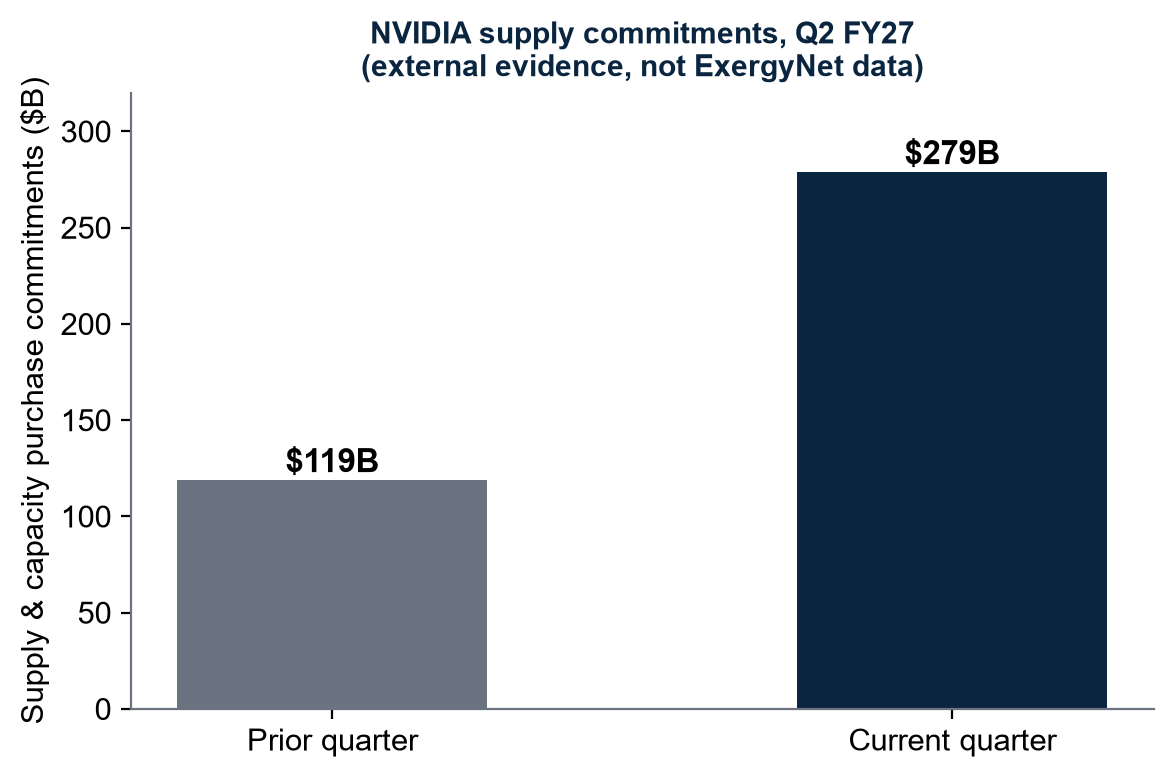 NVIDIA supply commitments, Q2 FY27
(external evidence, not ExergyNet data)
Supply & capacity purchase commitments ($B)
300
250
200
150
100
50
0
$119B
$279B
Prior quarter
Current quarter